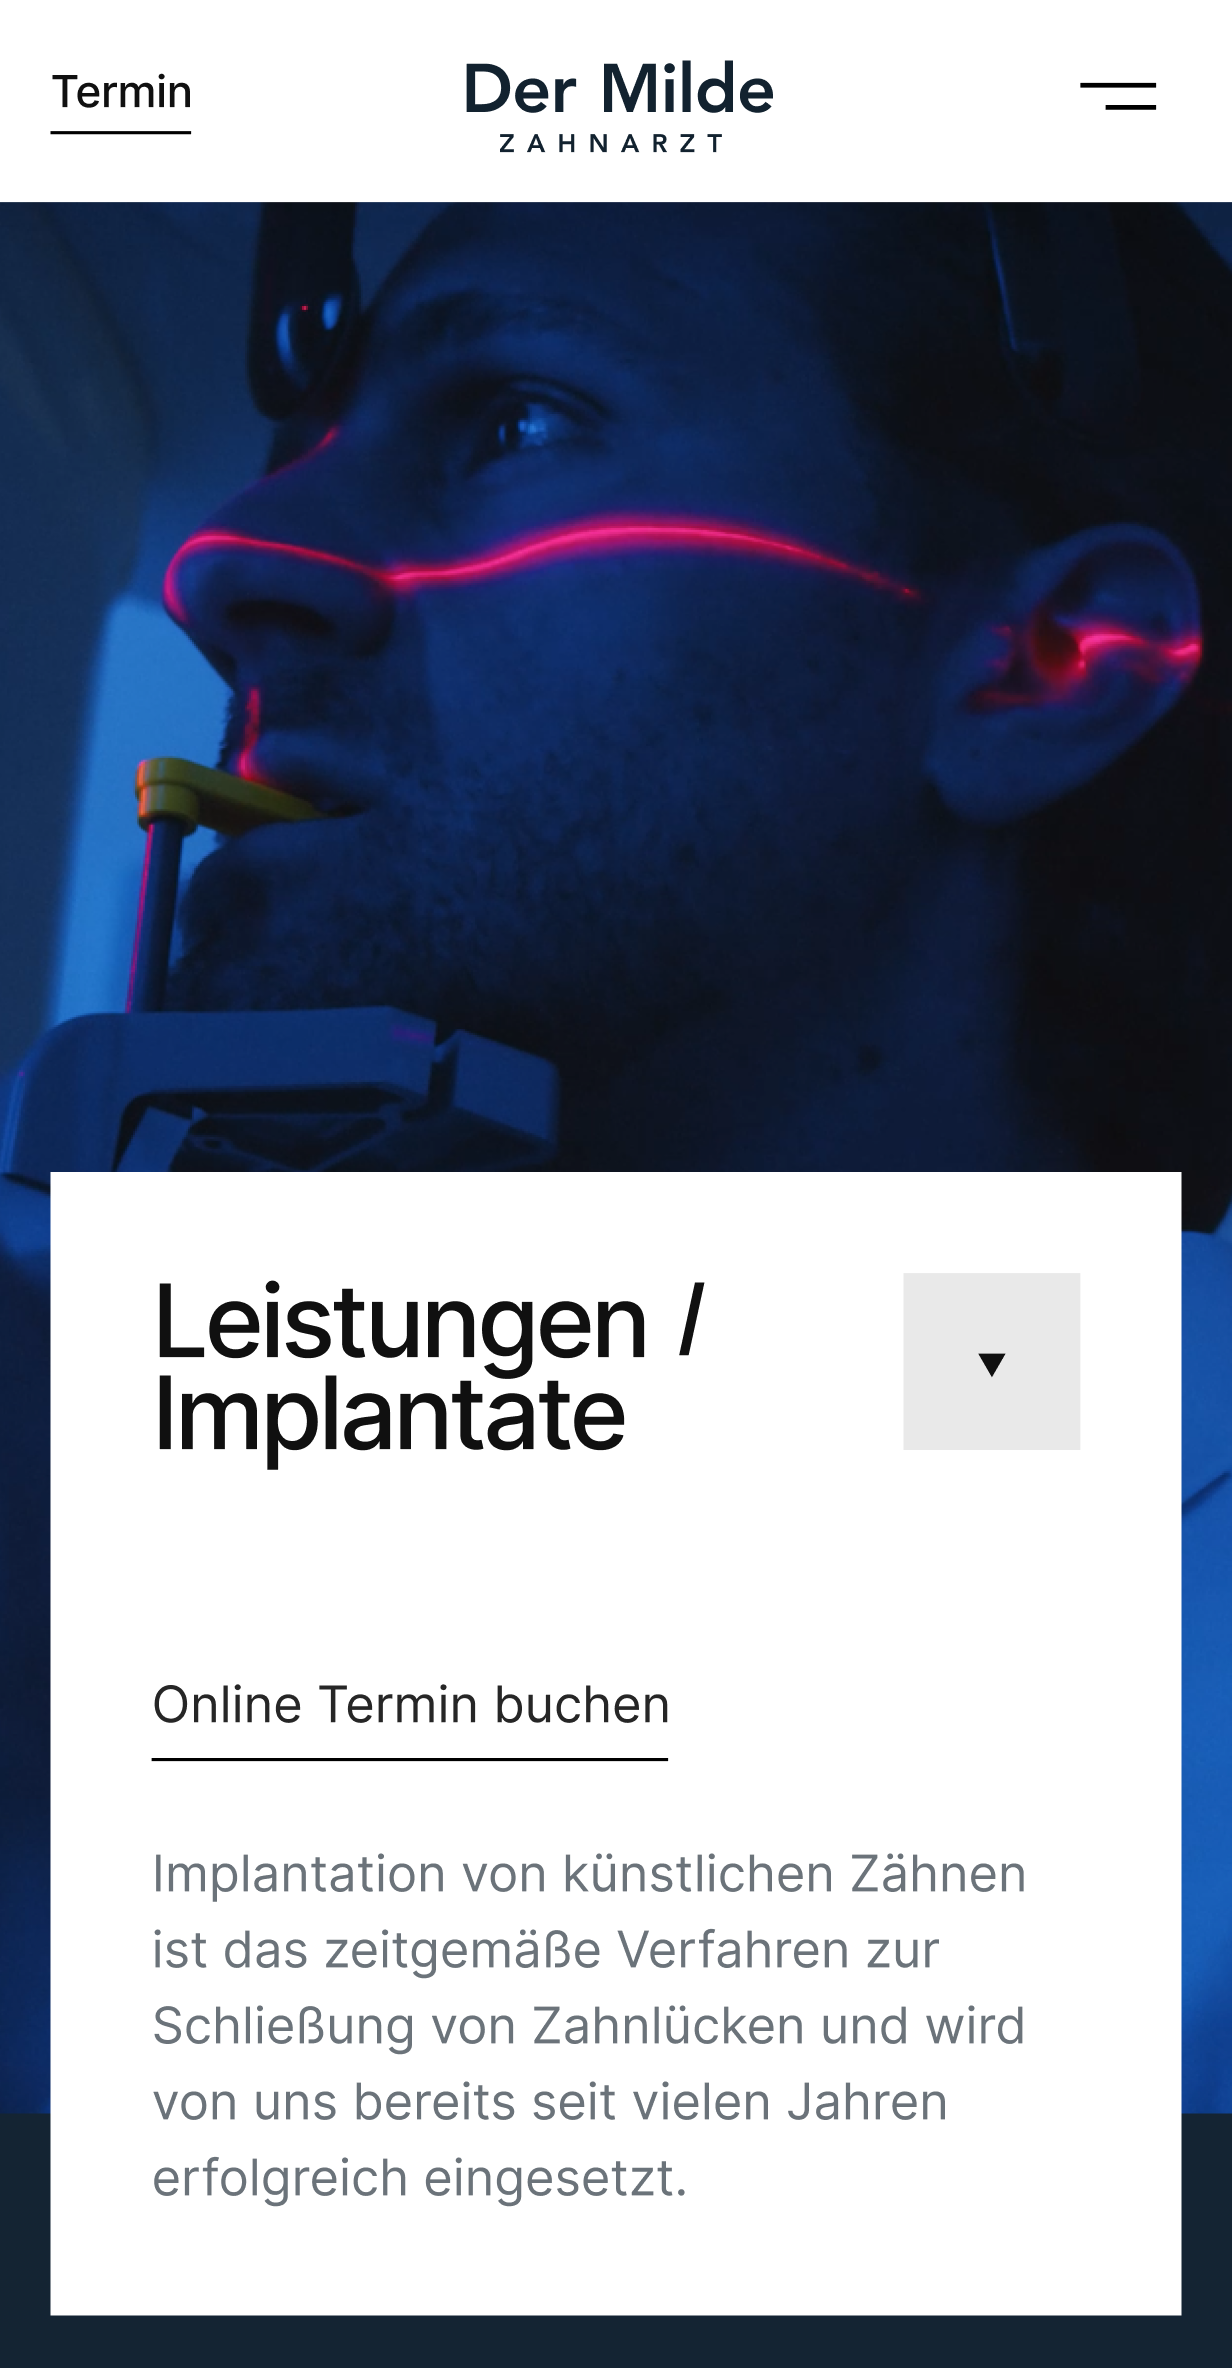 Termin
Der Milde
ZAHNARZT
Leistungen /
Implantate
Online Termin buchen
Implantation von künstlichen Zähnen
ist das zeitgemäße Verfahren zur
Schließung von Zahnlücken und wird
von uns bereits seit vielen Jahren
erfolgreich eingesetzt.